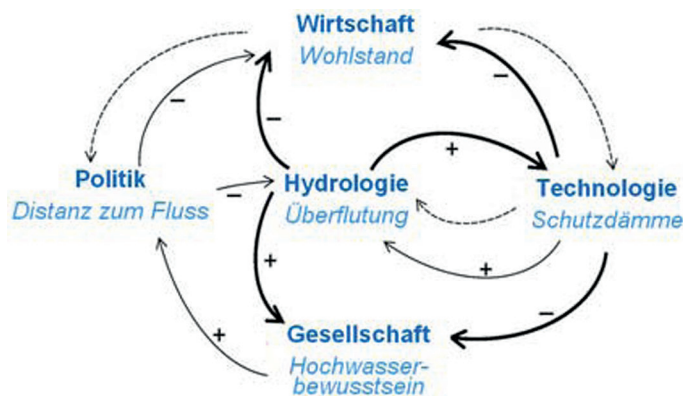 Wirtschaft
Wohlstand
−
−
−
+
Politik
Distanz zum Fluss
−
Hydrologie
Überflutung
Technologie
Schutzdämme
+
+
−
+
Gesellschaft
Hochwasser-
bewusstsein